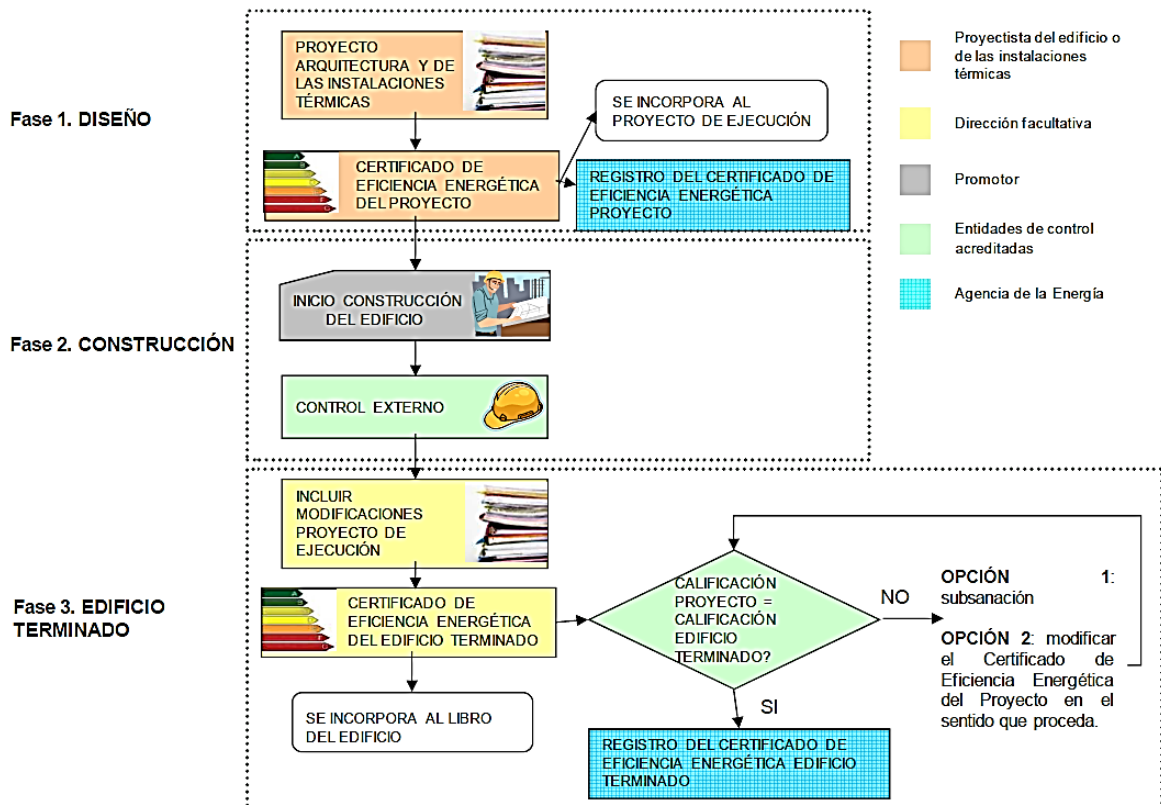 Fase 1. DISEÑO
PROYECTO
ARQUITECTURA Y DE
LAS INSTALACIONES
TÉRMICAS
SE INCORPORA AL
PROYECTO DE EJECUCIÓN
CERTIFICADO DE
EFICIENCIA ENERGÉTICA
DEL PROYECTO
REGISTRO DEL CERTIFICADO DE
EFICIENCIA ENERGÉTICA
PROYECTO
Proyectista del edificio o
de las instalaciones
térmicas
Dirección facultativa
Promotor
Entidades de control
acreditadas
Agencia de la Energía
Fase 2. CONSTRUCCIÓN
INICIO CONSTRUCCIÓN
DEL EDIFICIO
CONTROL EXTERNO
Fase 3. EDIFICIO
TERMINADO
INCLUIR
MODIFICACIONES
PROYECTO DE
EJECUCIÓN
CERTIFICADO DE
EFICIENCIA ENERGÉTICA
DEL EDIFICIO TERMINADO
SE INCORPORA AL LIBRO
DEL EDIFICIO
CALIFICACIÓN
PROYECTO =
CALIFICACIÓN
EDIFICIO
TERMINADO?
NO
OPCIÓN 1:
subsanación
OPCIÓN 2: modificar
el Certificado de
Eficiencia Energética
del Proyecto en el
sentido que proceda.
SI
REGISTRO DEL CERTIFICADO DE
EFICIENCIA ENERGÉTICA EDIFICIO
TERMINADO